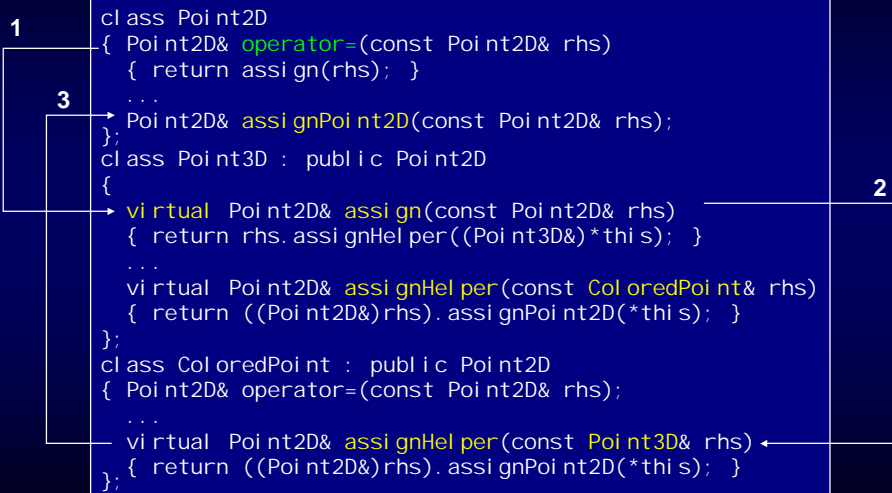 1
class Point2D
{ Point2D& operator=(const Point2D& rhs)
{ return assign(rhs); }
...
3
Point2D& assignPoint2D(const Point2D& rhs);
};
class Point3D : public Point2D
{
2
virtual Point2D& assign(const Point2D& rhs)
{ return rhs.assignHelper((Point3D&)*this); }
...
virtual Point2D& assignHelper(const ColoredPoint& rhs)
{ return ((Point2D&)rhs).assignPoint2D(*this); }
};
class ColoredPoint : public Point2D
{ Point2D& operator=(const Point2D& rhs);
...
virtual Point2D& assignHelper(const Point3D& rhs)
{ return ((Point2D&)rhs).assignPoint2D(*this); }
};